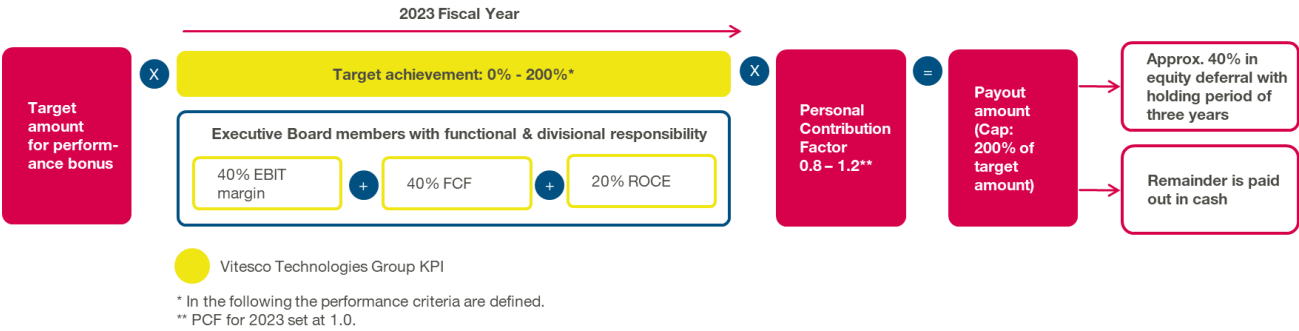 2023 Fiscal Year
Target
amount
for perform-
ance bonus
X
Target achievement: 0% - 200%*
Executive Board members with functional & divisional responsibility
40% EBIT
margin
+
40% FCF
+
20% ROCE
X
Personal
Contribution
Factor
0.8 – 1.2**
=
Payout
amount
(Cap:
200% of
target
amount)
Approx. 40% in
equity deferral with
holding period of
three years
Remainder is paid
out in cash
Vitesco Technologies Group KPI
* In the following the performance criteria are defined.
** PCF for 2023 set at 1.0.